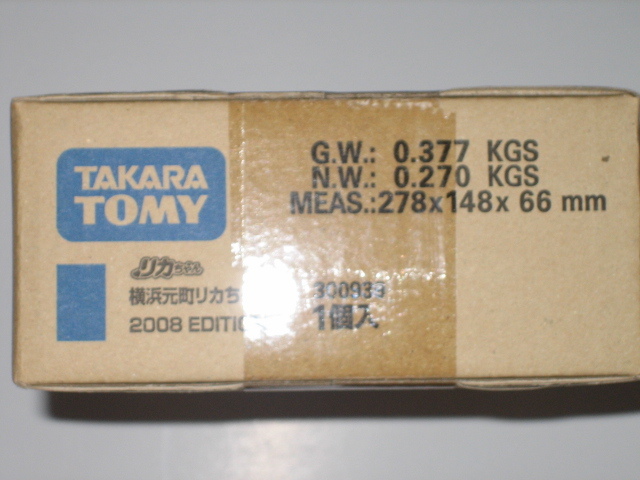 TAKARA
TOMY
G.W.: 0.377 KGS
N.W.: 0.270 KGS
MEAS.:278x148x 66 mm
リカちゃん
横浜元町リカち
2008 EDITIO
300939
1個入